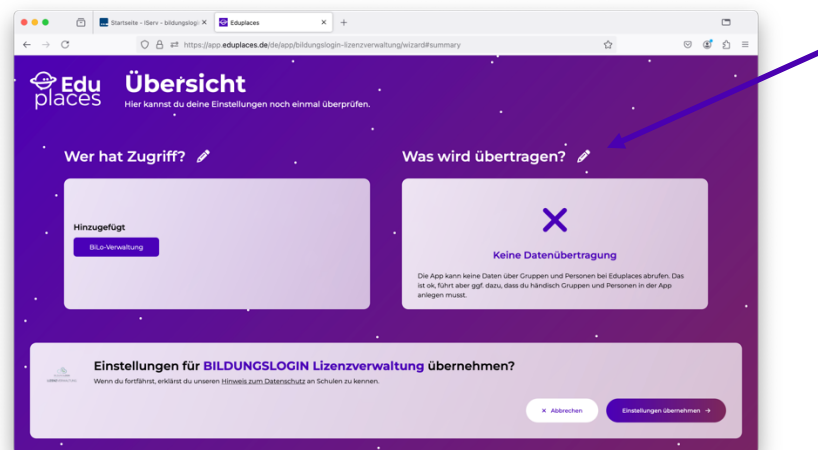 Startseite - IServ - bildungslogi
Eduplaces
https://app.eduplaces.de/de/app/bildungslogin-lizenzverwaltung/wizard#summary
Edu
places
Übersicht
Hier kannst du deine Einstellungen noch einmal überprüfen.
Wer hat Zugriff?
Was wird übertragen?
Hinzugefügt
BiLo-Verwaltung
Keine Datenübertragung
Die App kann keine Daten über Gruppen und Personen bei Eduplaces abrufen. Das
ist ok, führt aber ggf. dazu, dass du händisch Gruppen und Personen in der App
anlegen musst.
Einstellungen für BILDUNGSLOGIN Lizenzverwaltung übernehmen?
Wenn du fortfährst, erklärst du unseren Hinweis zum Datenschutz an Schulen zu kennen.
Abbrechen
Einstellungen übernehmen